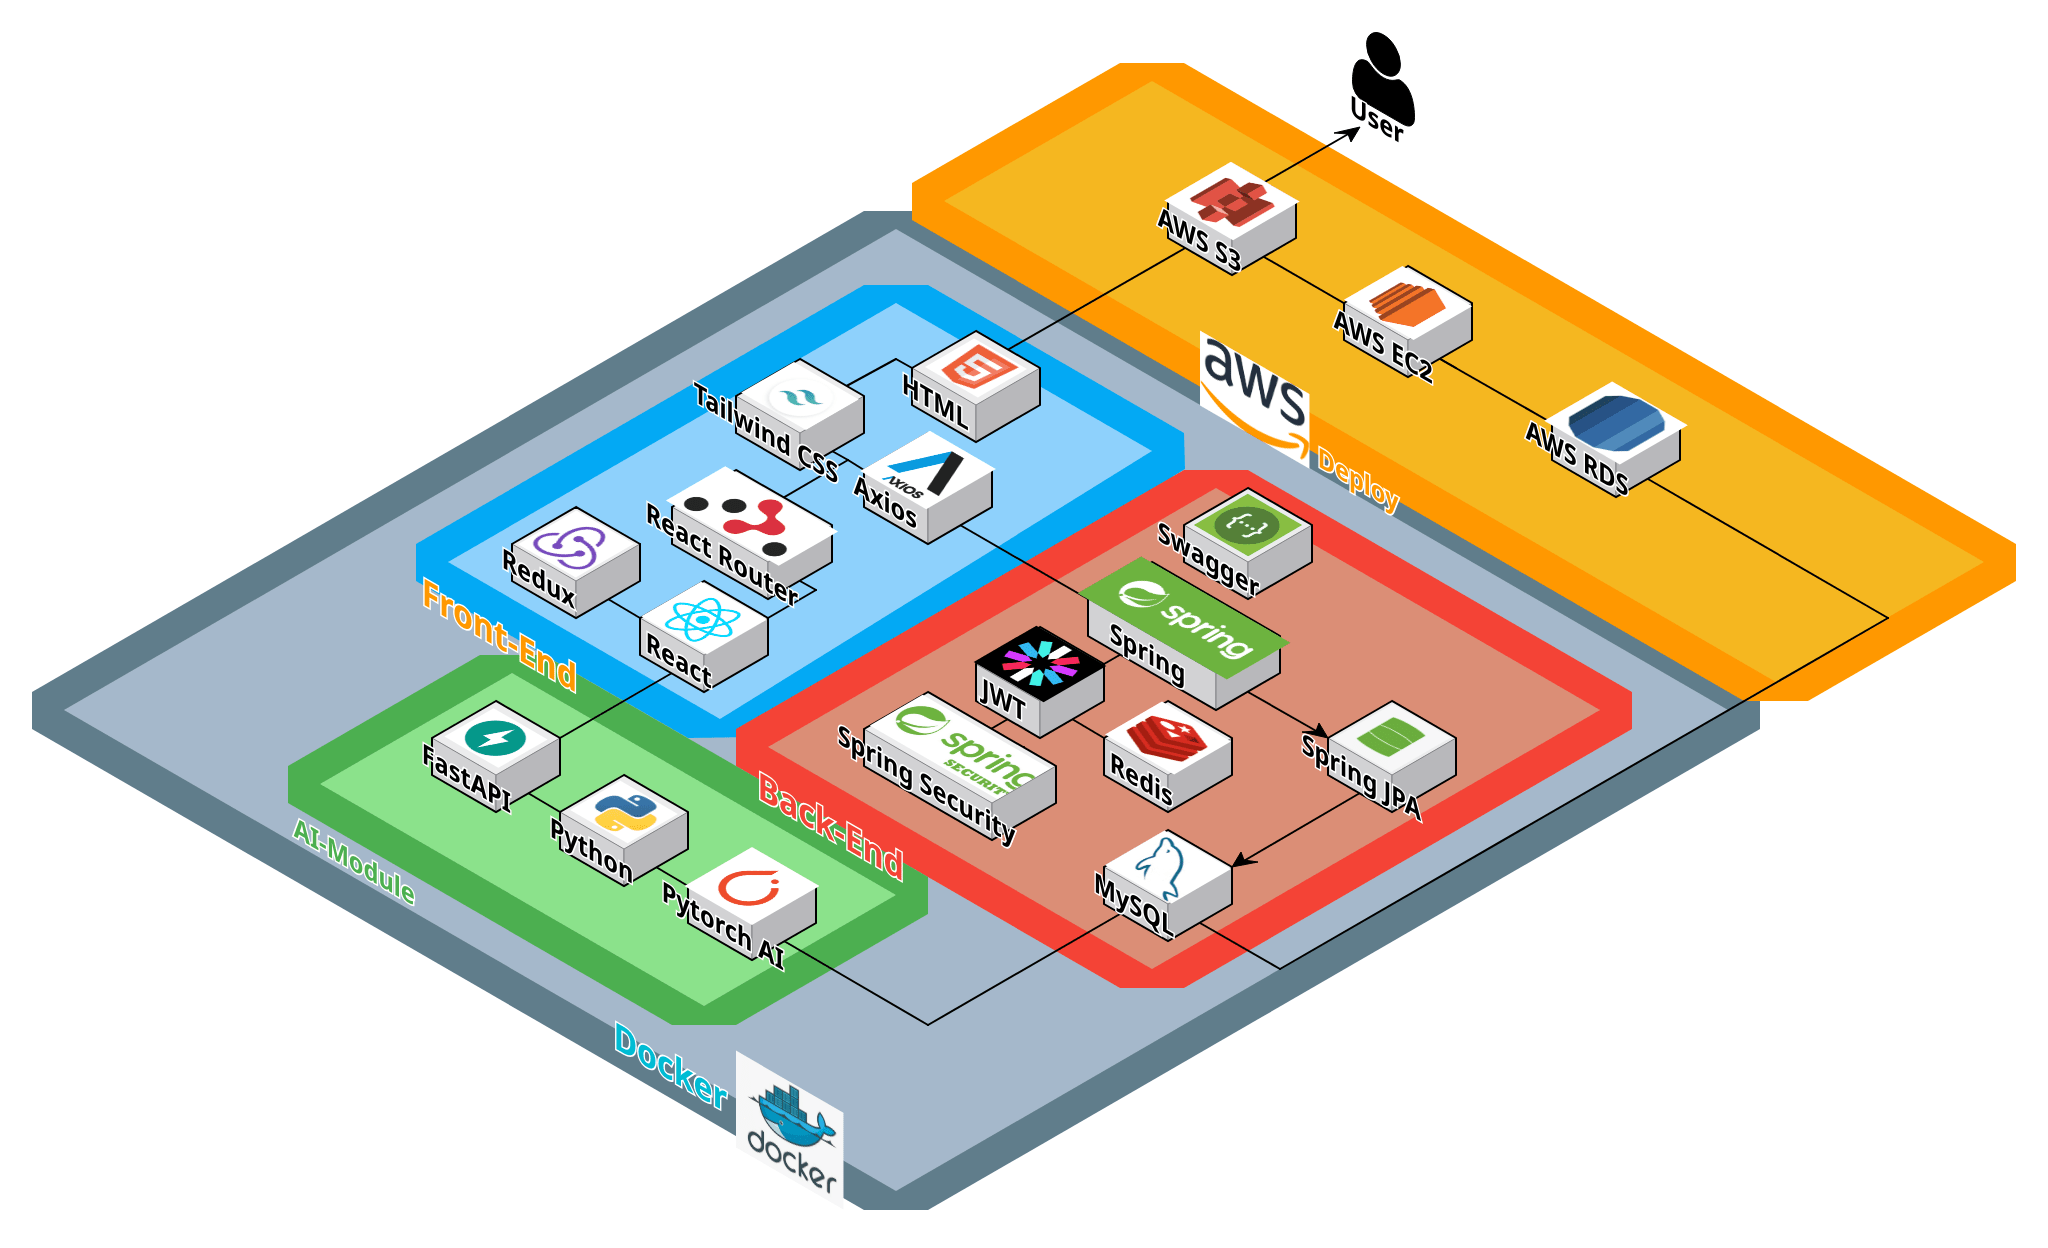 User
AWS S3
AWS EC2
AWS RDS
aws
Deploy
HTML
Tailwind CSS
AXIOS
Axios
React Router
Redux
React
Front-End
Swagger
{...}
spring
Spring
JWT
spring
SECURITY
Spring Security
Redis
Spring JPA
MySQL
Back-End
FastAPI
Python
Pytorch AI
AI-Module
Docker
docker